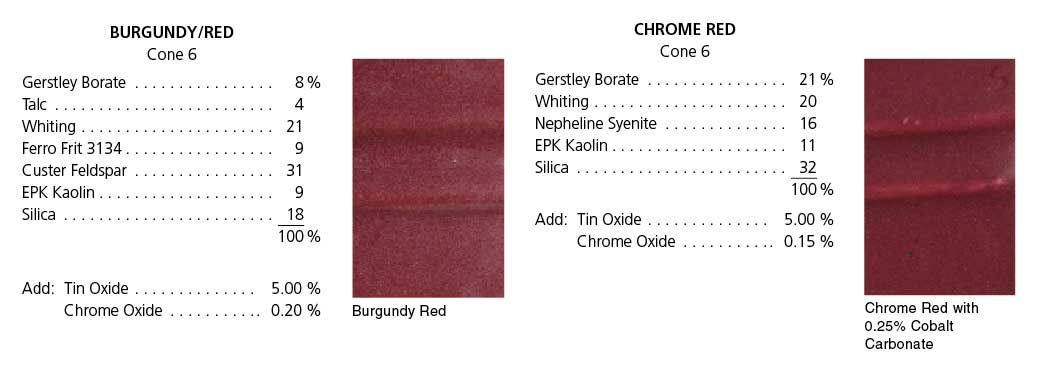 BURGUNDY/RED
Cone 6
Gerstley Borate . . . . . . . . . . . . . . . . 8 %
Talc . . . . . . . . . . . . . . . . . . . . . . . . . 4
Whiting . . . . . . . . . . . . . . . . . . . . . . 21
Ferro Frit 3134 . . . . . . . . . . . . . . . . . 9
Custer Feldspar . . . . . . . . . . . . . . . . 31
EPK Kaolin . . . . . . . . . . . . . . . . . . . . 9
Silica . . . . . . . . . . . . . . . . . . . . . . . . 18
100 %
Add: Tin Oxide . . . . . . . . . . . . . . 5.00 %
Chrome Oxide . . . . . . . . . . . 0.20 %
Burgundy Red
CHROME RED
Cone 6
Gerstley Borate . . . . . . . . . . . . . . . . 21 %
Whiting . . . . . . . . . . . . . . . . . . . . . . 20
Nepheline Syenite . . . . . . . . . . . . . . 16
EPK Kaolin . . . . . . . . . . . . . . . . . . . . 11
Silica . . . . . . . . . . . . . . . . . . . . . . . . 32
100 %
Add: Tin Oxide . . . . . . . . . . . . . . 5.00 %
Chrome Oxide . . . . . . . . . . . 0.15 %
Chrome Red with
0.25% Cobalt
Carbonate